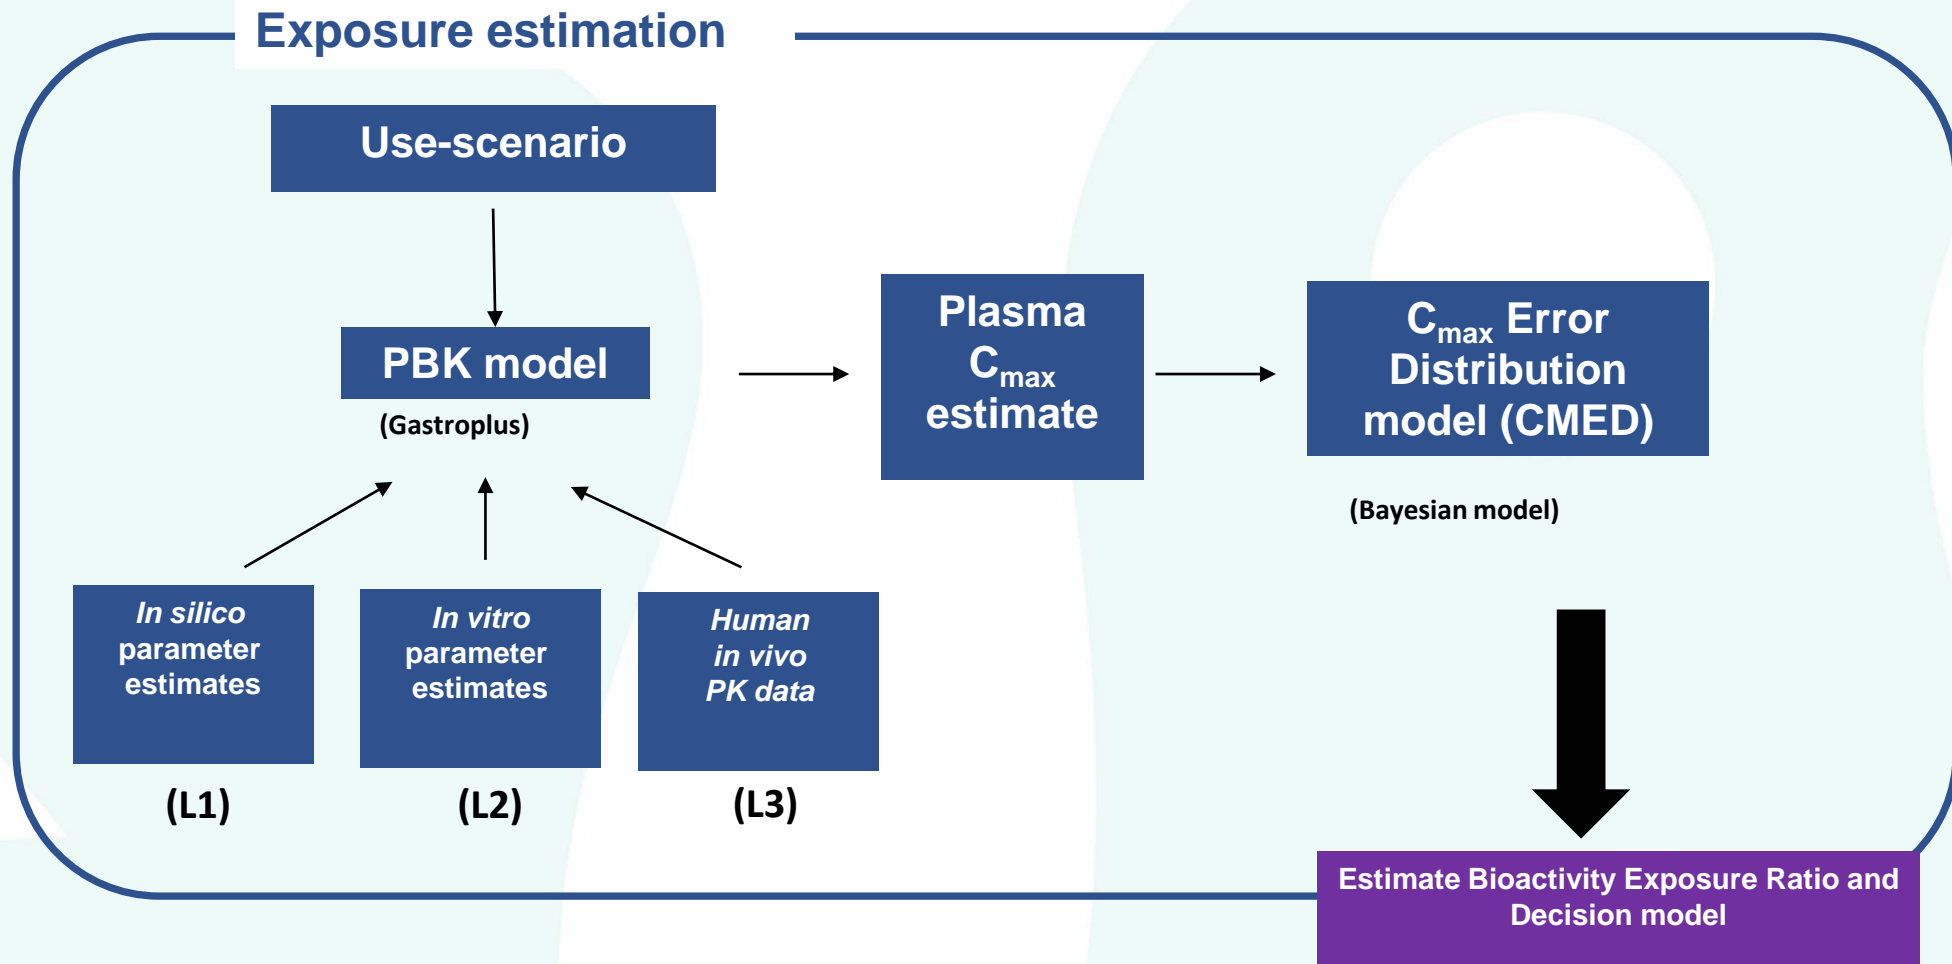 Exposure estimation
Use-scenario
PBK model
(Gastroplus)
Plasma
Cmax
estimate
Cmax Error
Distribution
model (CMED)
(Bayesian model)
In silico
parameter
estimates
(L1)
In vitro
parameter
estimates
(L2)
Human
in vivo
PK data
(L3)
Estimate Bioactivity Exposure Ratio and
Decision model